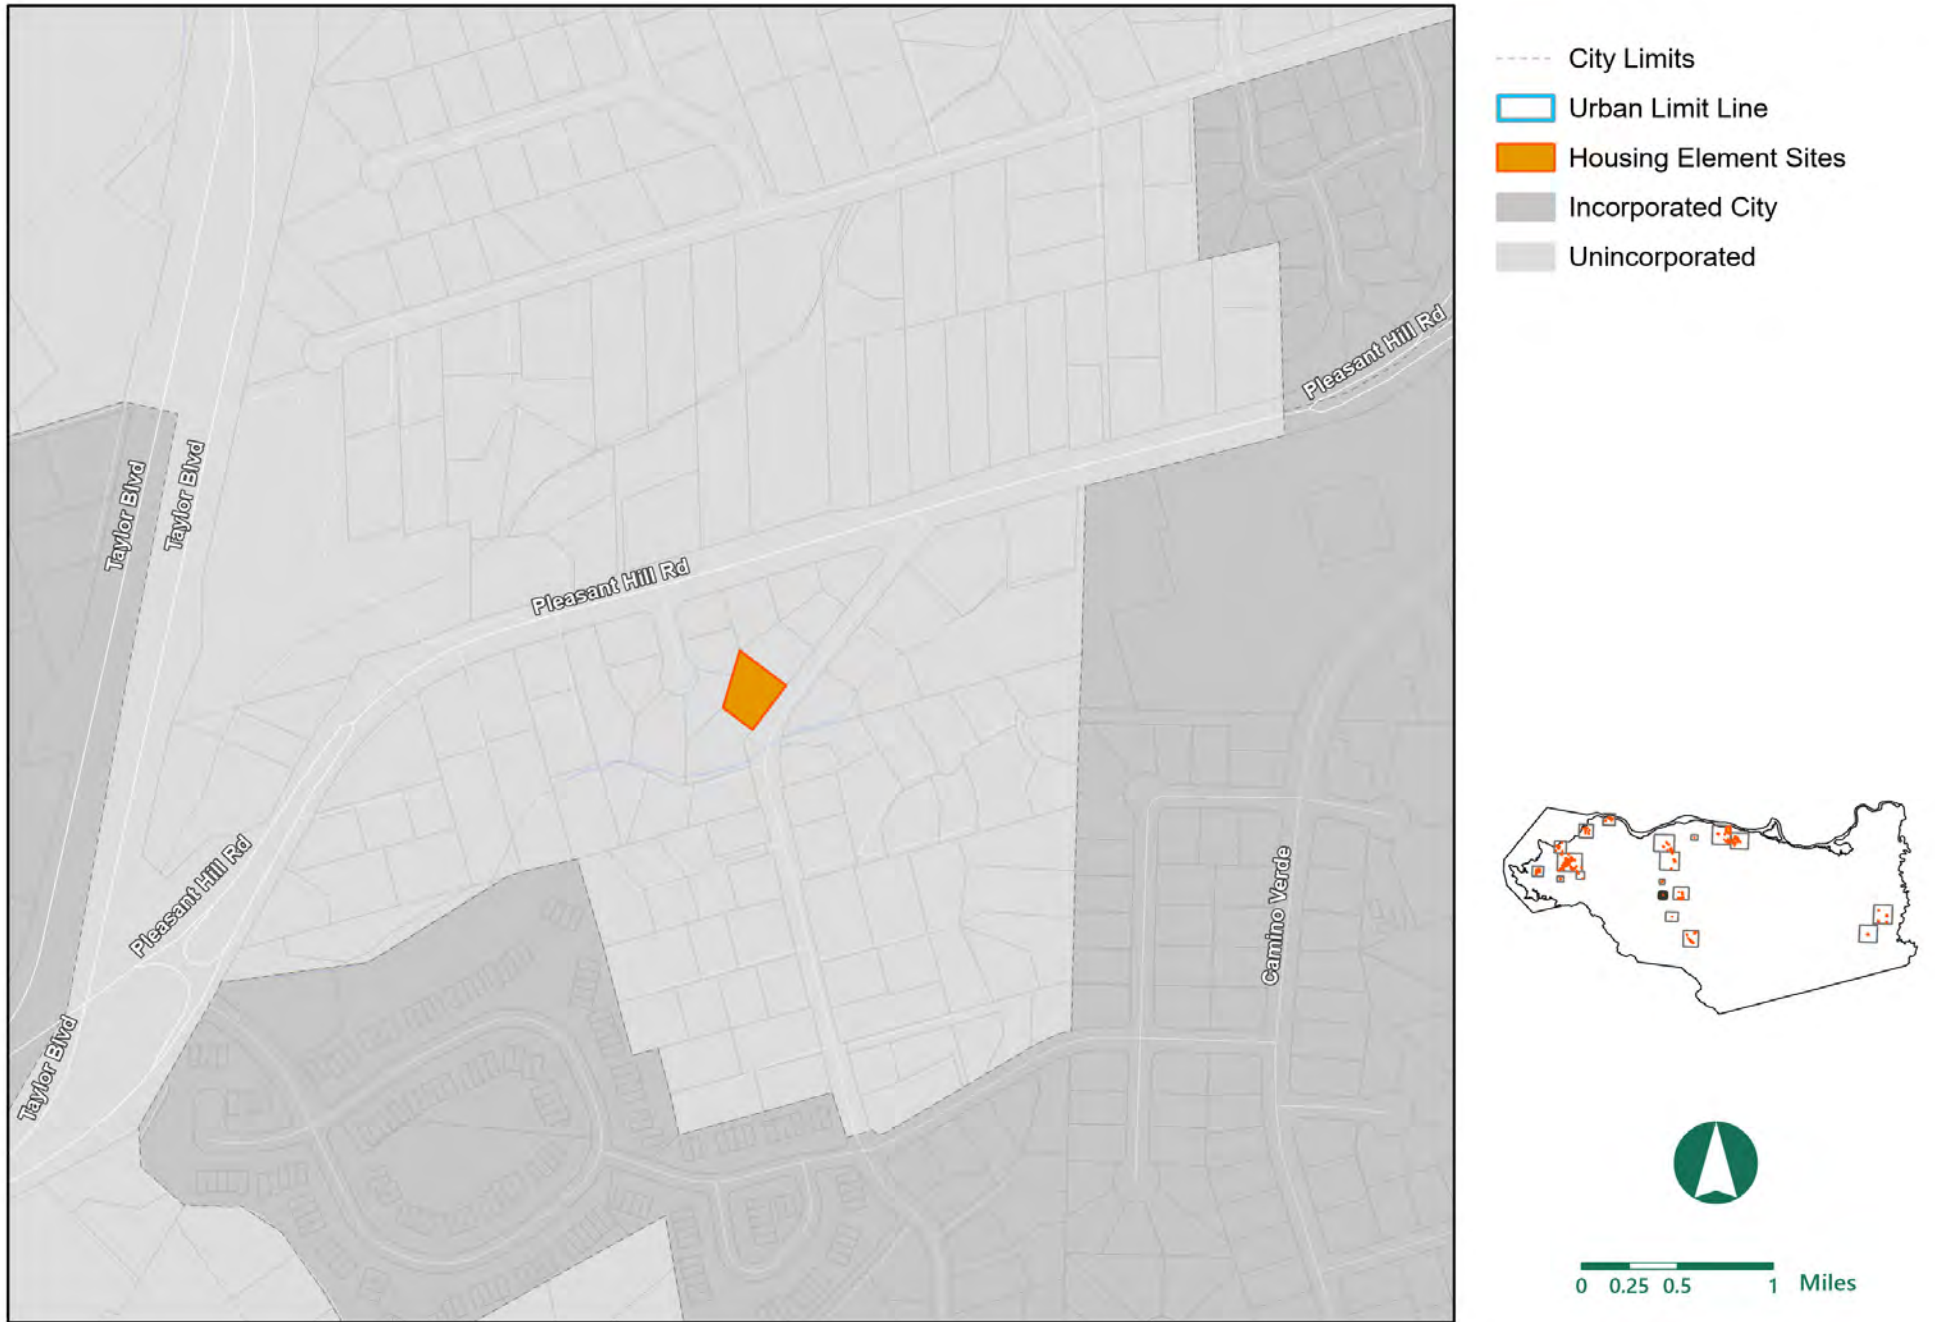 City Limits
Urban Limit Line
Housing Element Sites
Incorporated City
Unincorporated
Pleasant Hill Rd
Taylor Blvd
Taylor Blvd
Pleasant Hill Rd
Pleasant Hill Rd
Camino Verde
Taylor Blvd
0 0.25 0.5 1 Miles